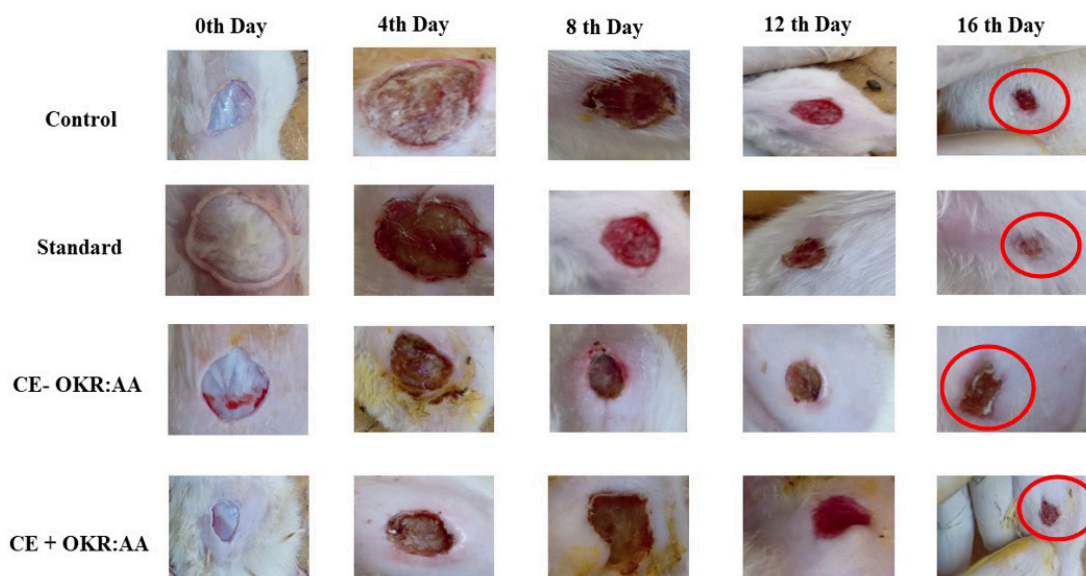 0th Day
4th Day
8 th Day
12 th Day
16 th Day
Control
Standard
CE- OKR:AA
CE + OKR:AA